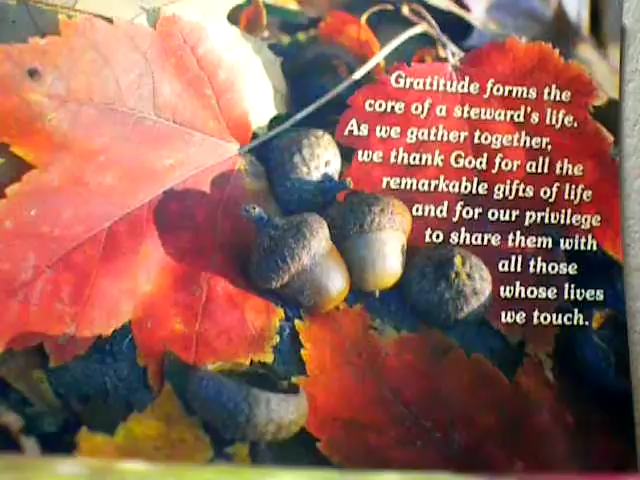 Gratitude forms the
core of a steward's life.
As we gather together,
we thank God for all the
remarkable gifts of life
and for our privilege
to share them with
all those
whose lives
we touch.